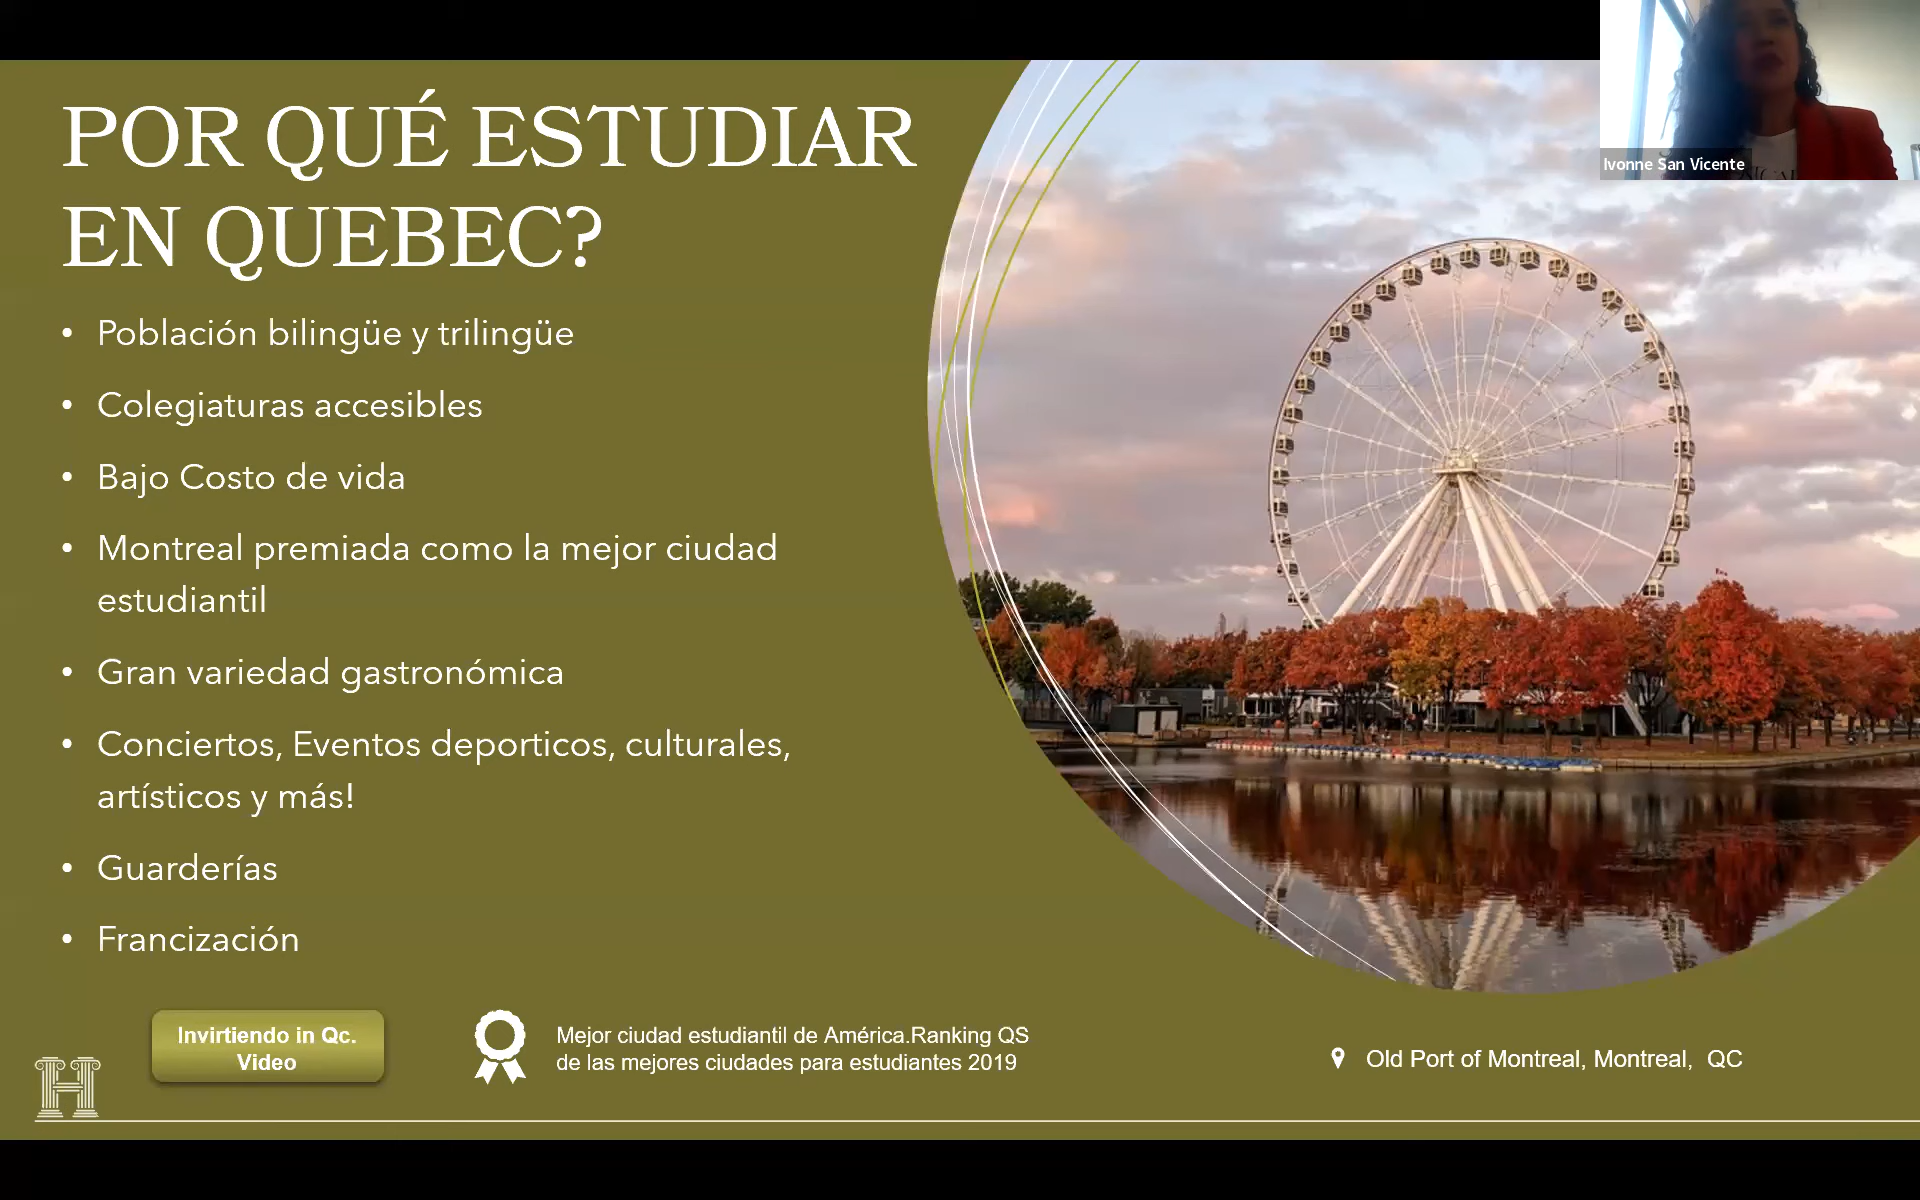 POR QUÉ ESTUDIAR
EN QUEBEC?
• Población bilingüe y trilingüe
• Colegiaturas accesibles
• Bajo Costo de vida
• Montreal premiada como la mejor ciudad
estudiantil
• Gran variedad gastronómica
• Conciertos, Eventos deporticos, culturales,
artísticos y más!
• Guarderías
• Francización
Invirtiendo in Qc.
Video
Mejor ciudad estudiantil de América.Ranking QS
de las mejores ciudades para estudiantes 2019
Old Port of Montreal, Montreal, QC
H
Ivonne San Vicente